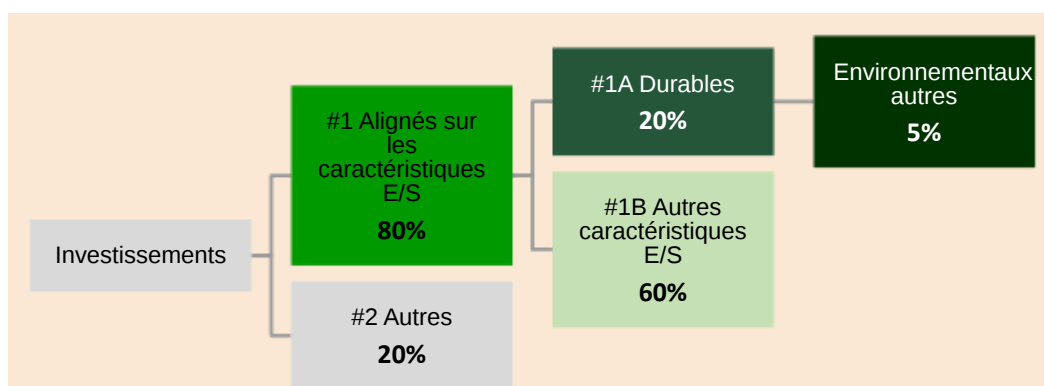 Investissements
#1 Alignés sur
les
caractéristiques
E/S
80%
#2 Autres
20%
#1A Durables
20%
#1B Autres
caractéristiques
E/S
60%
Environnementaux
autres
5%